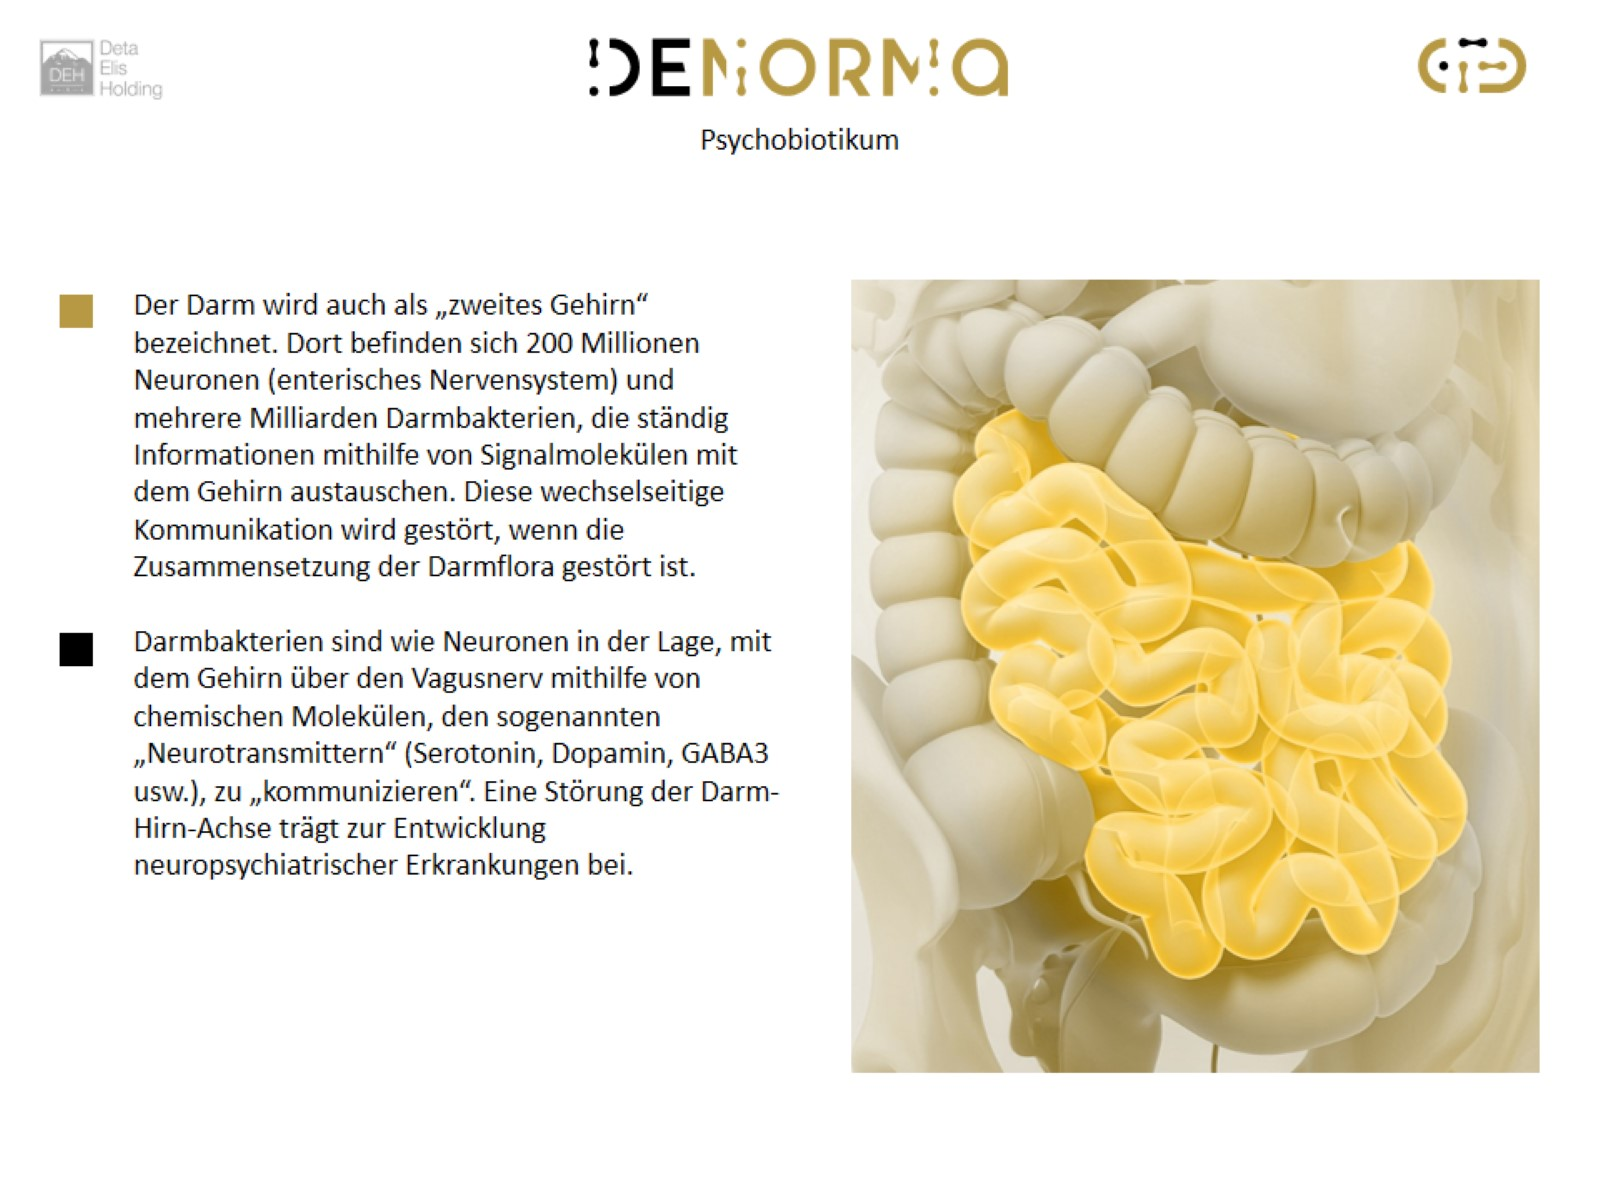 Deta
Elis
Holding
DEH
DENORMA
Psychobiotikum
Der Darm wird auch als „zweites Gehirn“
bezeichnet. Dort befinden sich 200 Millionen
Neuronen (enterisches Nervensystem) und
mehrere Milliarden Darmbakterien, die ständig
Informationen mithilfe von Signalmolekülen mit
dem Gehirn austauschen. Diese wechselseitige
Kommunikation wird gestört, wenn die
Zusammensetzung der Darmflora gestört ist.
Darmbakterien sind wie Neuronen in der Lage, mit
dem Gehirn über den Vagusnerv mithilfe von
chemischen Molekülen, den sogenannten
„Neurotransmittern“ (Serotonin, Dopamin, GABA3
usw.), zu „kommunizieren“. Eine Störung der Darm-
Hirn-Achse trägt zur Entwicklung
neuropsychiatrischer Erkrankungen bei.